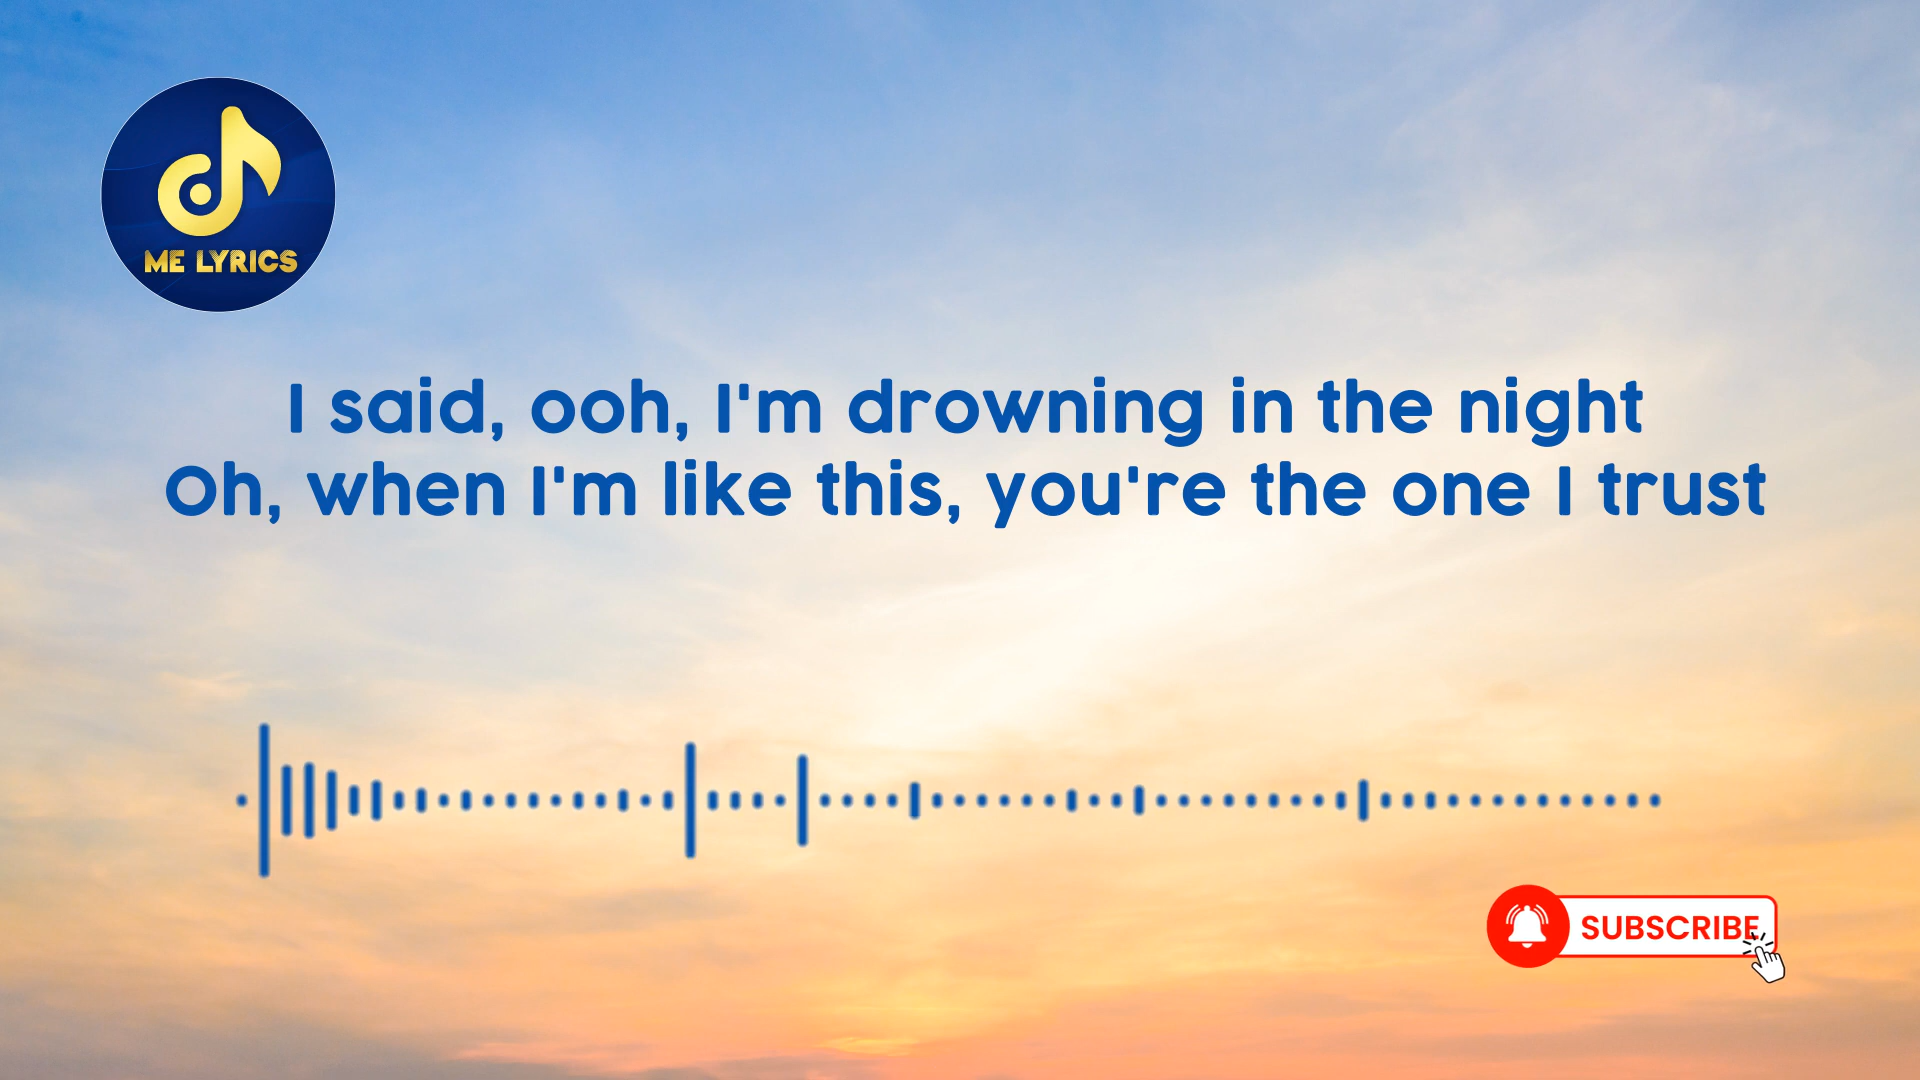 ME LYRICS
I said, ooh, I'm drowning in the night
Oh, when I'm like this, you're the one I trust
SUBSCRIBE